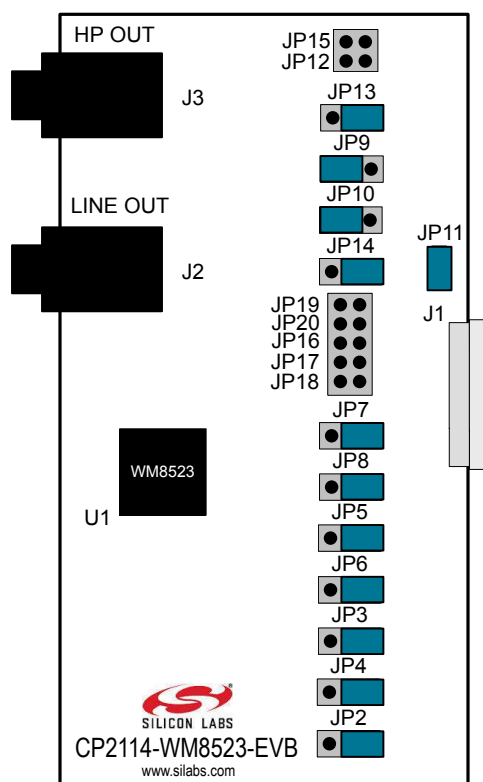 HP OUT
J3
LINE OUT
J2
JP15
JP12
JP13
JP9
JP10
JP14
JP11
J1
JP19
JP20
JP16
JP17
JP18
JP7
WM8523
U1
JP8
JP5
JP6
JP3
JP4
JP2
SILICON LABS
CP2114-WM8523-EVB
www.silabs.com